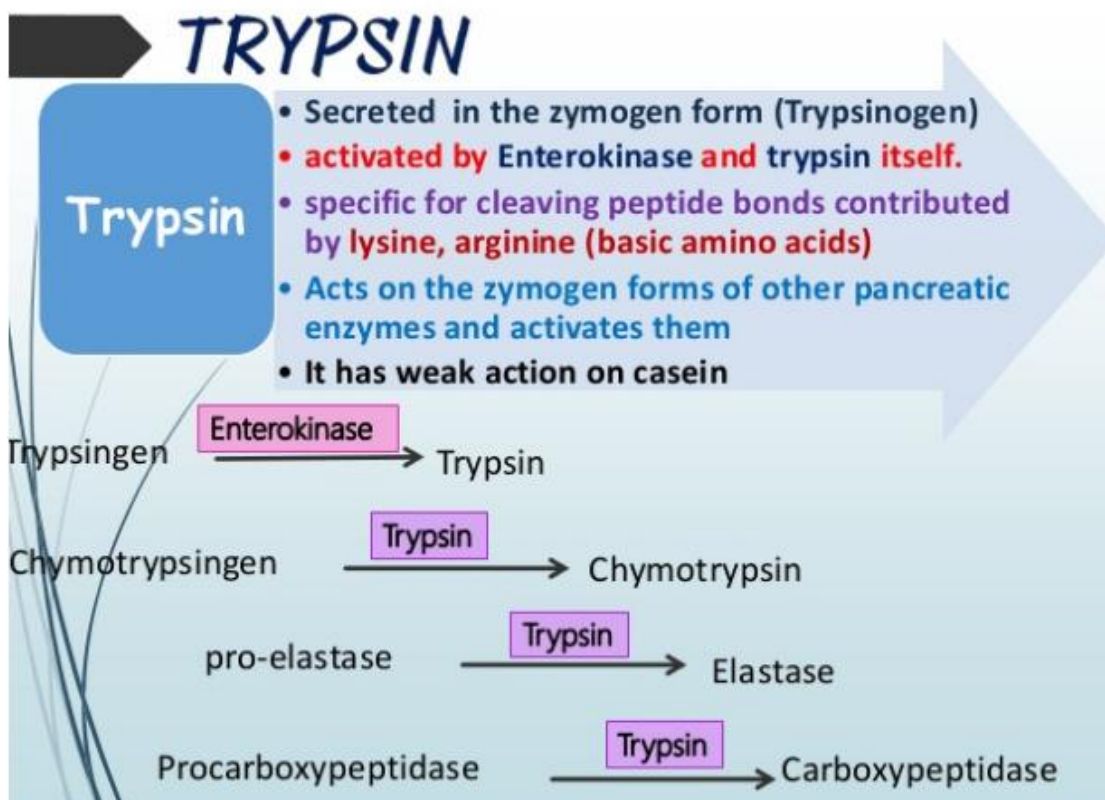 TRYPSIN
Trypsin
• Secreted in the zymogen form (Trypsinogen)
• activated by Enterokinase and trypsin itself.
• specific for cleaving peptide bonds contributed
by lysine, arginine (basic amino acids)
• Acts on the zymogen forms of other pancreatic
enzymes and activates them
• It has weak action on casein
Trypsingen Enterokinase Trypsin
Chymotrypsingen Trypsin Chymotrypsin
pro-elastase Trypsin Elastase
Procarboxypeptidase Trypsin Carboxypeptidase